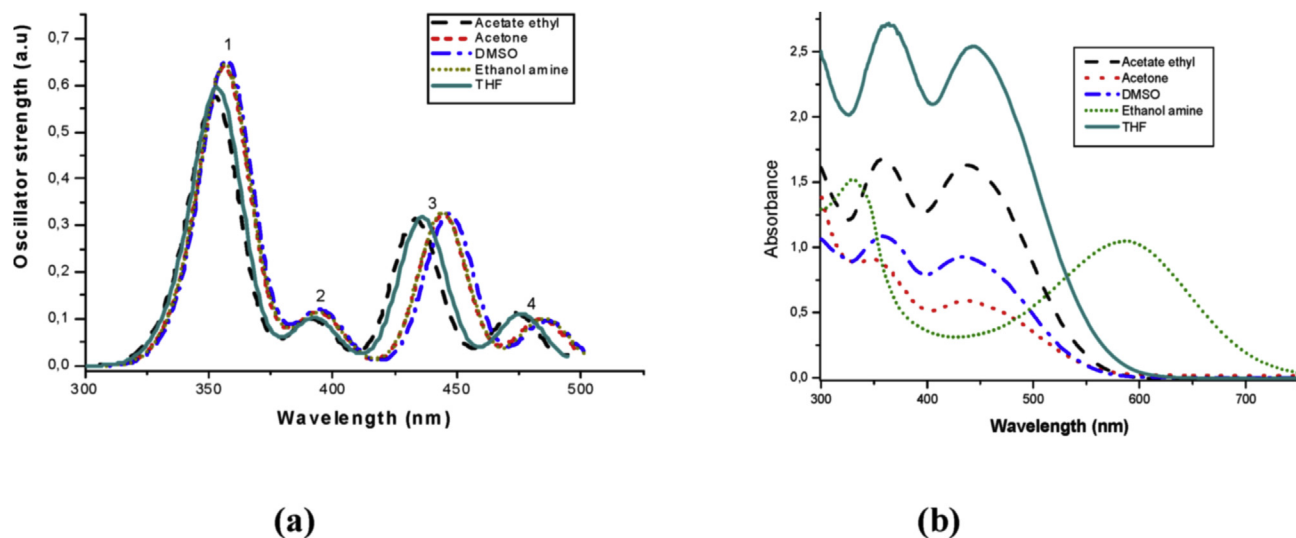 Oscillator strength (a.u)
0,7
0,6
0,5
0,4
0,3
0,2
0,1
0,0
1
2
3
4
Acetate ethyl
Acetone
DMSO
Ethanol amine
THF
300 350 400 450 500
Wavelength (nm)
(a)
Absorbance
2,5
2,0
1,5
1,0
0,5
0,0
Acetate ethyl
Acetone
DMSO
Ethanol amine
THF
300 400 500 600 700
Wavelength (nm)
(b)